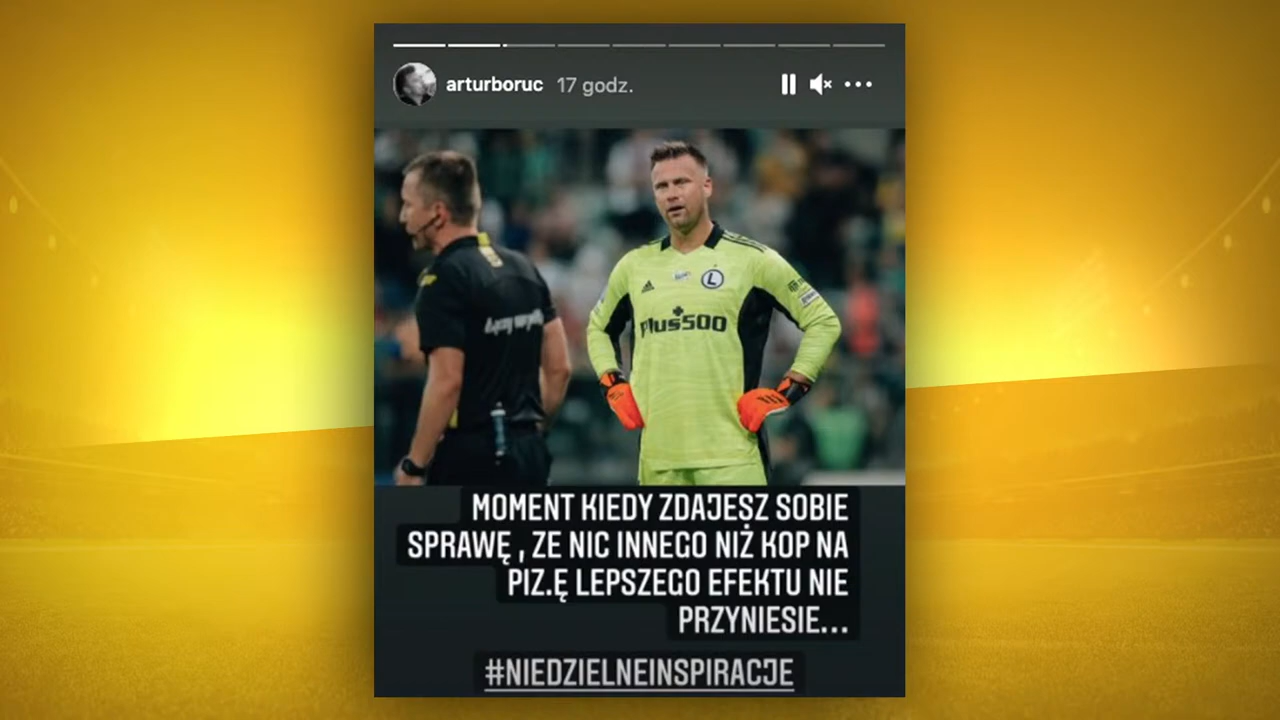 arturboruc 17 godz.
L
Plus500
MOMENT KIEDY ZDAJESZ SOBIE
SPRAWĘ , ZE NIC INNEGO NIŻ KOP NA
PIZ.Ę LEPSZEGO EFEKTU NIE
PRZYNIESIE...
#NIEDZIELNEINSPIRACJE